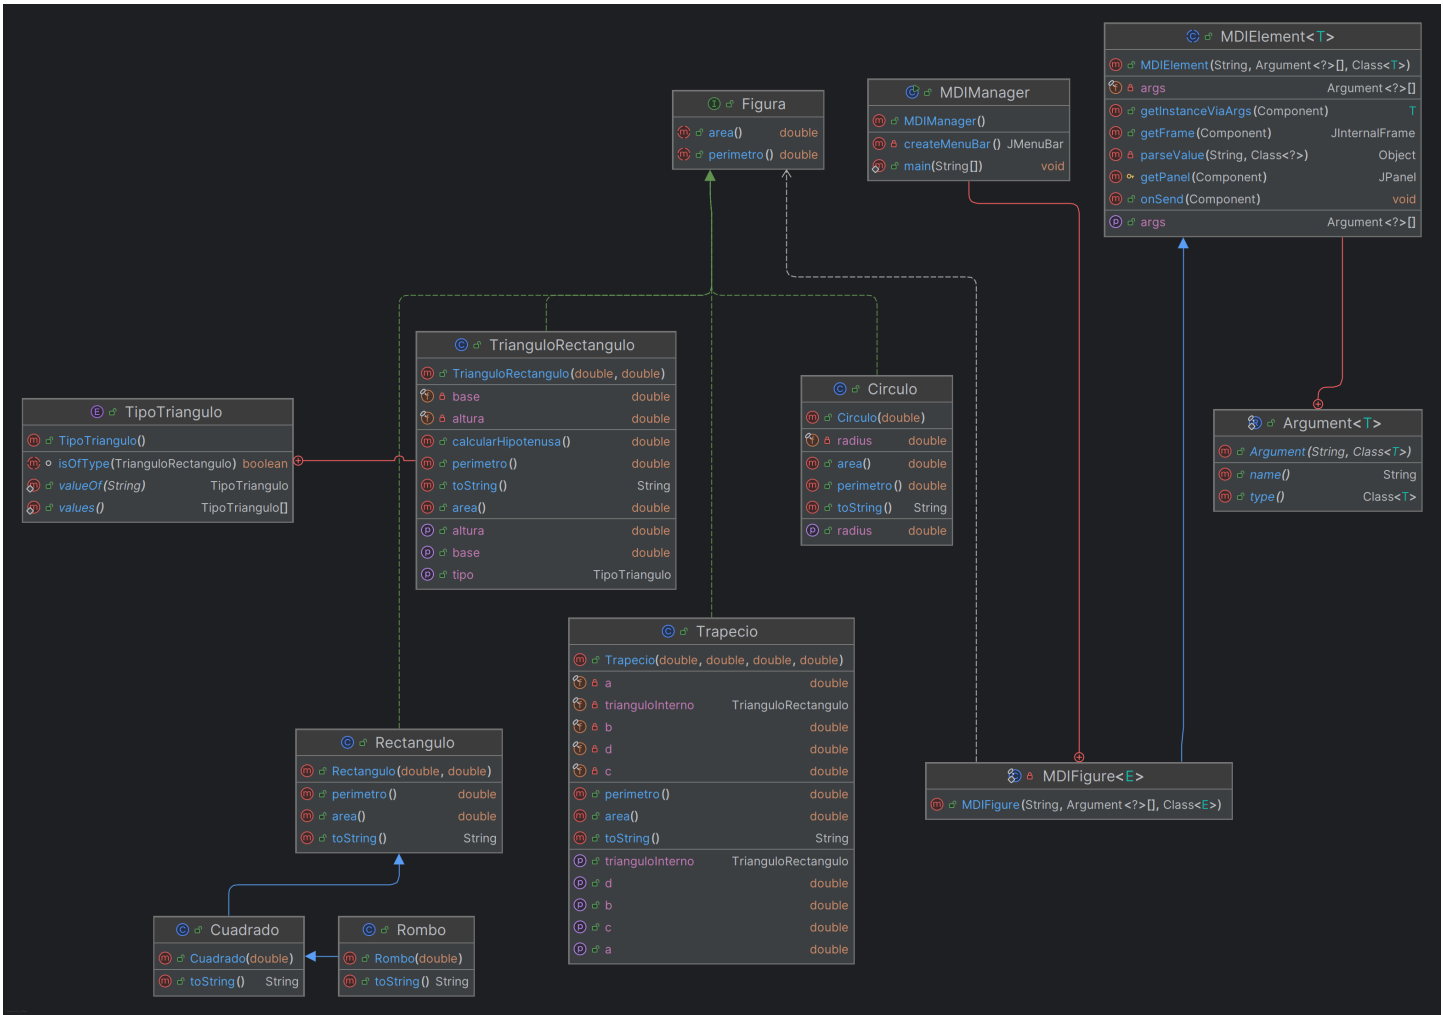 MDIElement<T>
MDIElement(String, Argument<?>[], Class<T>)
args Argument<?>[]
getInstanceViaArgs(Component) T
getFrame(Component) JInternalFrame
parseValue(String, Class<?>) Object
getPanel(Component) JPanel
onSend(Component) void
args Argument<?>[]
MDIManager
MDIManager()
createMenuBar() JMenuBar
main(String[]) void
Figura
area() double
perimetro() double
TrianguloRectangulo
TrianguloRectangulo(double, double)
base double
altura double
calcularHipotenusa() double
perimetro() double
toString() String
area() double
altura double
base double
tipo TipoTriangulo
Circulo
Circulo(double)
radius double
area() double
perimetro() double
toString() String
radius double
TipoTriangulo
TipoTriangulo()
isOfType(TrianguloRectangulo) boolean
valueOf(String) TipoTriangulo
values() TipoTriangulo[]
Argument<T>
Argument(String, Class<T>)
name() String
type() Class<T>
Trapecio
Trapecio(double, double, double, double)
a double
trianguloInterno TrianguloRectangulo
b double
d double
c double
perimetro() double
area() double
toString() String
trianguloInterno TrianguloRectangulo
d double
b double
c double
a double
Rectangulo
Rectangulo(double, double)
perimetro() double
area() double
toString() String
MDIFigure<E>
MDIFigure(String, Argument<?>[], Class<E>)
Cuadrado
Cuadrado(double)
toString() String
Rombo
Rombo(double)
toString() String